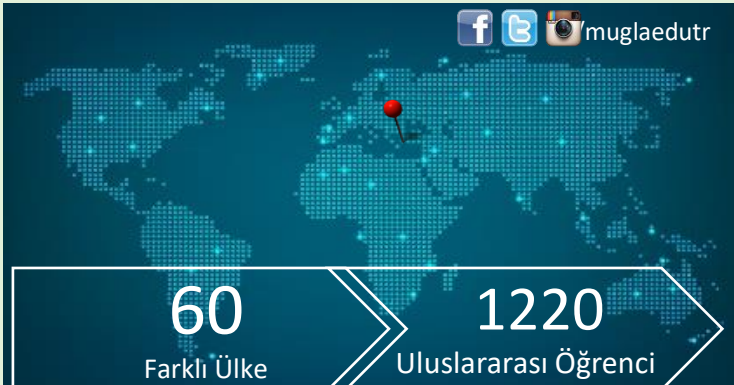 /muglaedutr
60
Farklı Ülke
1220
Uluslararası Öğrenci